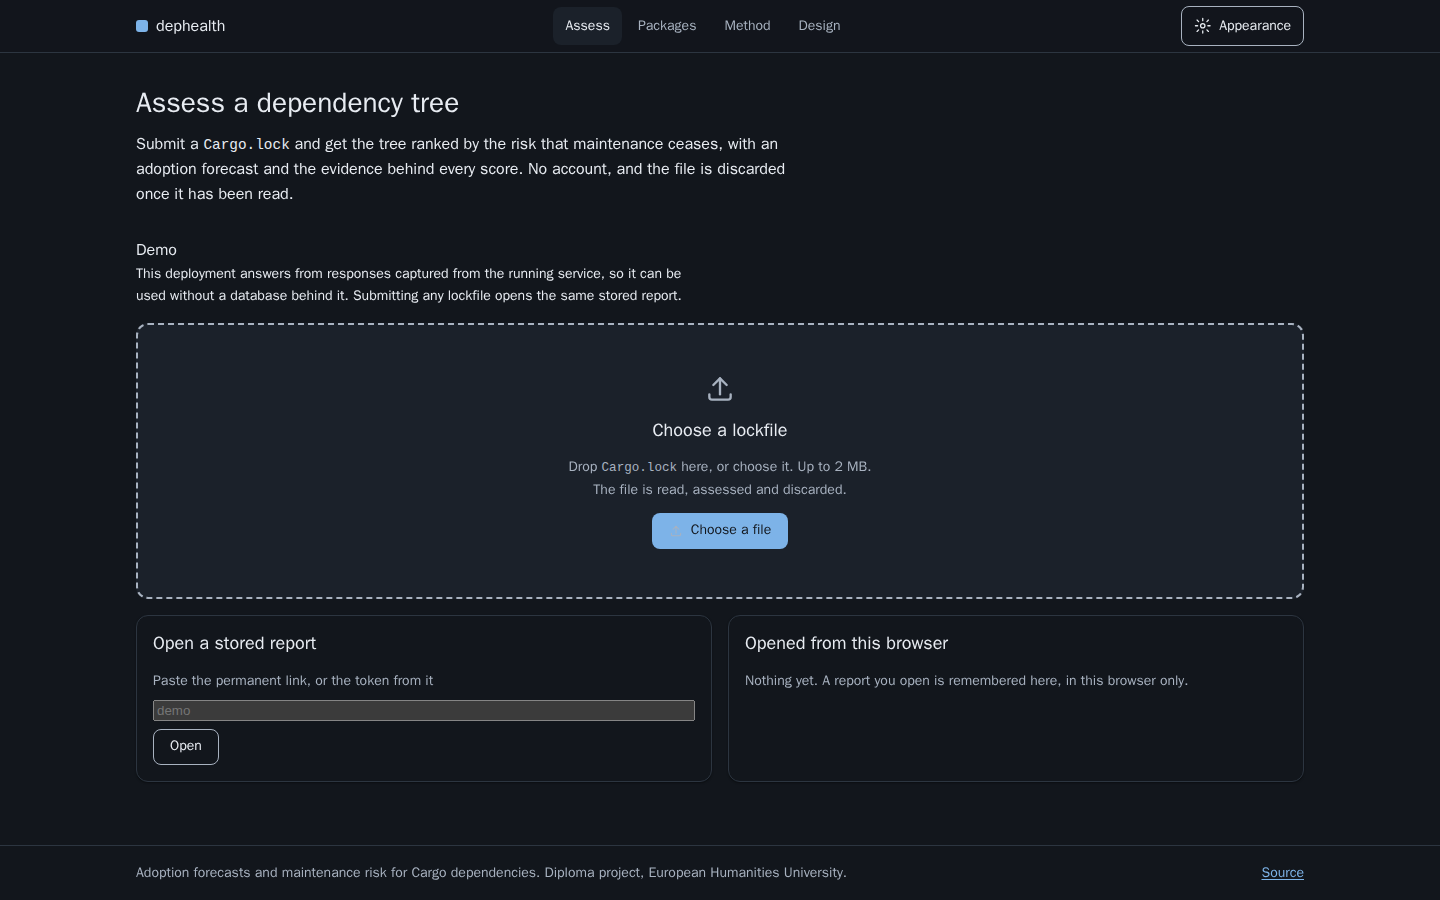 dephealth
Assess
Packages
Method
Design
Appearance
Assess a dependency tree
Submit a Cargo.lock and get the tree ranked by the risk that maintenance ceases, with an
adoption forecast and the evidence behind every score. No account, and the file is discarded
once it has been read.
Demo
This deployment answers from responses captured from the running service, so it can be
used without a database behind it. Submitting any lockfile opens the same stored report.
Choose a lockfile
Drop Cargo.lock here, or choose it. Up to 2 MB.
The file is read, assessed and discarded.
Choose a file
Open a stored report
Paste the permanent link, or the token from it
demo
Open
Opened from this browser
Nothing yet. A report you open is remembered here, in this browser only.
Adoption forecasts and maintenance risk for Cargo dependencies. Diploma project, European Humanities University.
Source